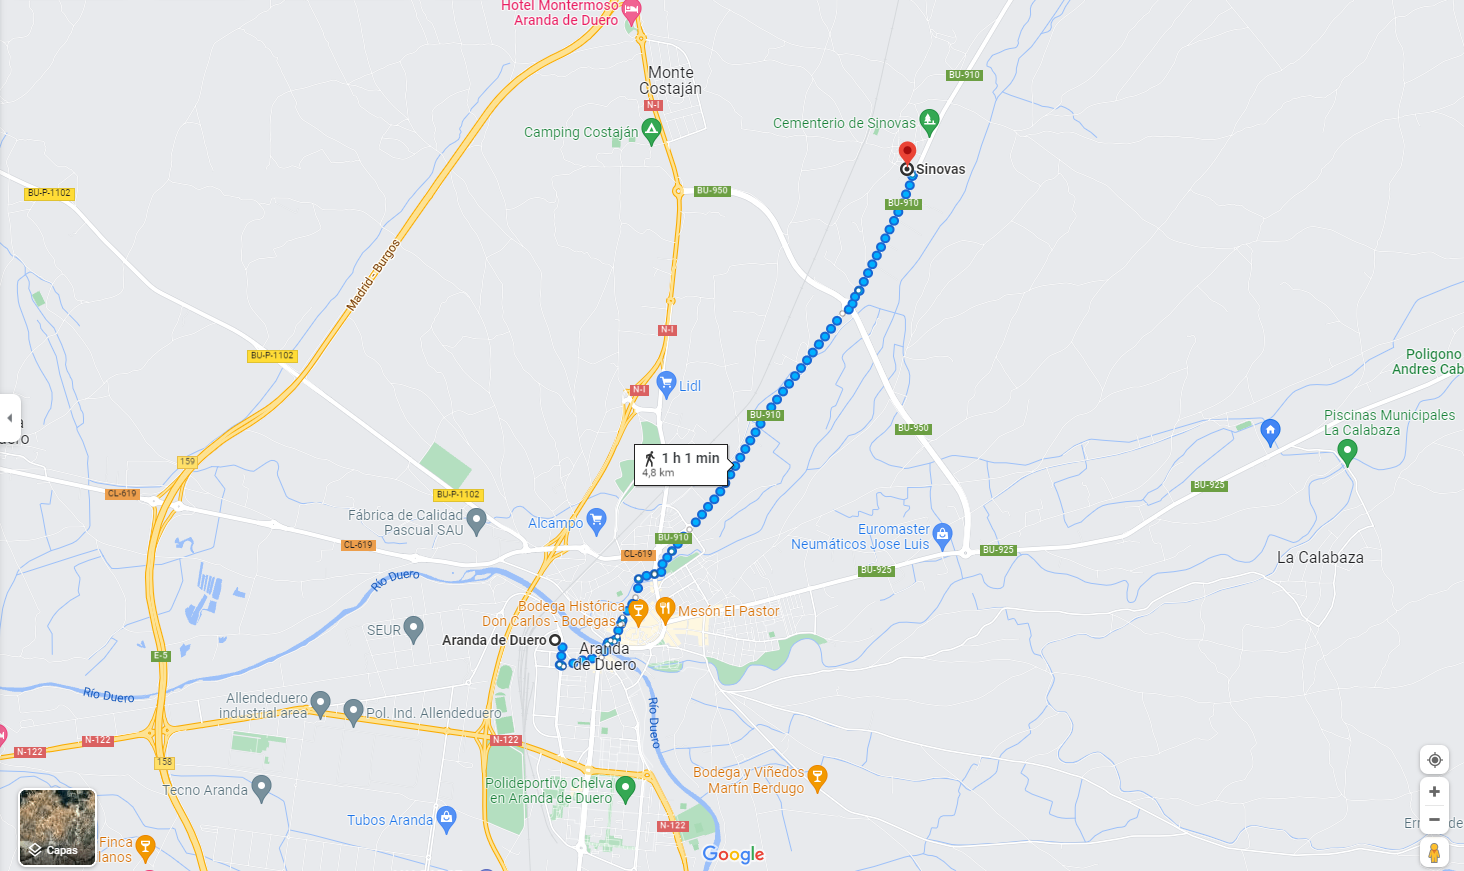 Hotel Montermoso
Aranda de Duero
Monte
Costaján
N-I
BU-910
Camping Costaján
Cementerio de Sinovas
Sinovas
BU-P-1102
BU-950
BU-910
Madrid - Burgos
N-I
BU-P-1102
Poligono
Andres Cab
N-I
Lidl
BU-910
Piscinas Municipales
La Calabaza
BU-950
1 h 1 min
4,8 km
159
CL-619
BU-P-1102
BU-925
Fábrica de Calidad
Pascual SAU
Alcampo
Euromaster
Neumáticos Jose Luis
BU-910
CL-619
CL-619
BU-925
La Calabaza
BU-925
Río Duero
Bodega Histórica
Don Carlos - Bodegas
Mesón El Pastor
SEUR
Aranda de Duero
Aranda
de Duero
E-5
Río Duero
Allendeduero
industrial area
Pol. Ind. Allendeduero
Río Duero
N-122
N-122
N-122
158
Polideportivo Chelva
en Aranda de Duero
Bodega y Viñedos
Martín Berdugo
Tecno Aranda
Tubos Aranda
N-122
Finca
lanos
Capas
Google